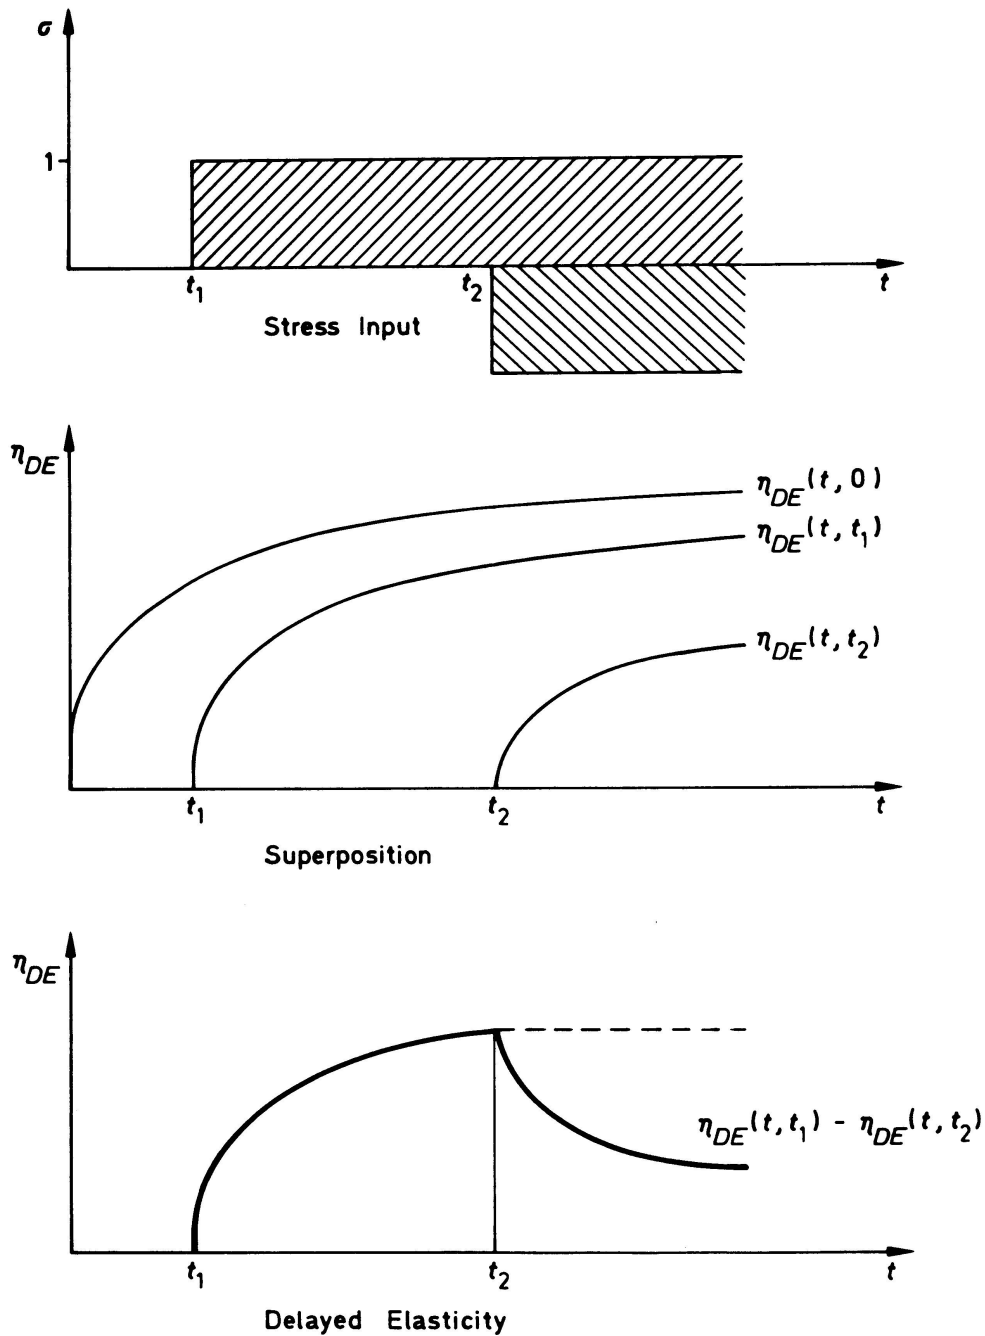 σ
1
t₁
t₂
t
Stress Input
η_DE
η_DE(t, 0)
η_DE(t, t₁)
η_DE(t, t₂)
t₁
t₂
t
Superposition
η_DE
η_DE(t, t₁) - η_DE(t, t₂)
t₁
t₂
t
Delayed Elasticity